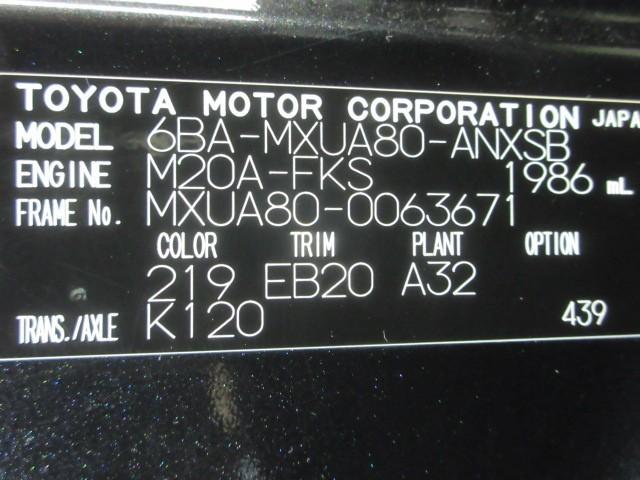 TOYOTA MOTOR CORPORATION JAPA
MODEL 6BA-MXUA80-ANXSB
ENGINE M20A-FKS 1986 mL
FRAME No. MXUA80-0063671
COLOR TRIM PLANT OPTION
219 EB20 A32
TRANS./AXLE K120 439